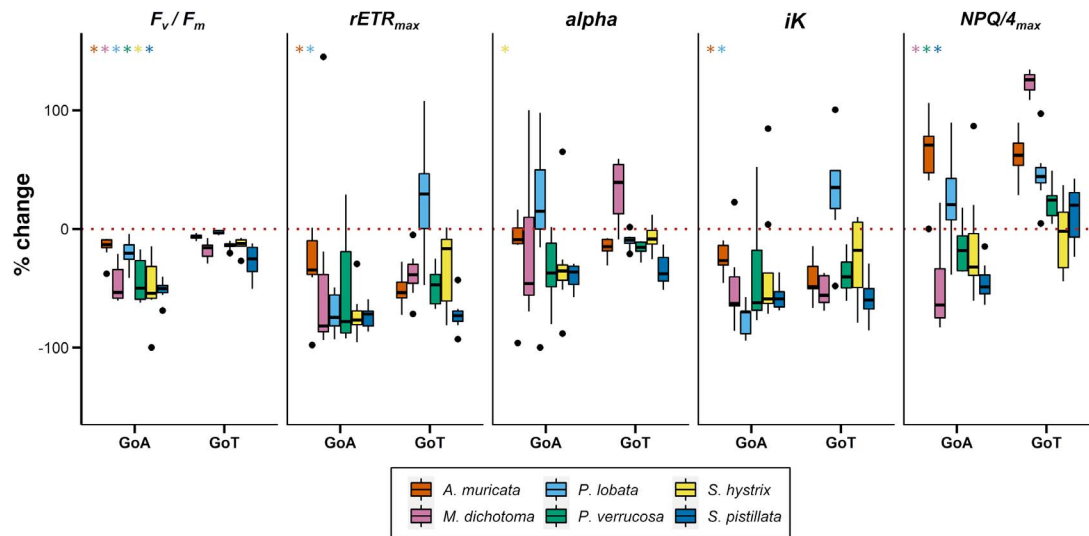 Fv / Fm rETRmax alpha iK NPQ/4max
* * * * * * * * * * * * * *
100
0
-100
% change
GoA GoT GoA GoT GoA GoT GoA GoT GoA GoT
A. muricata P. lobata S. hystrix
M. dichotoma P. verrucosa S. pistillata